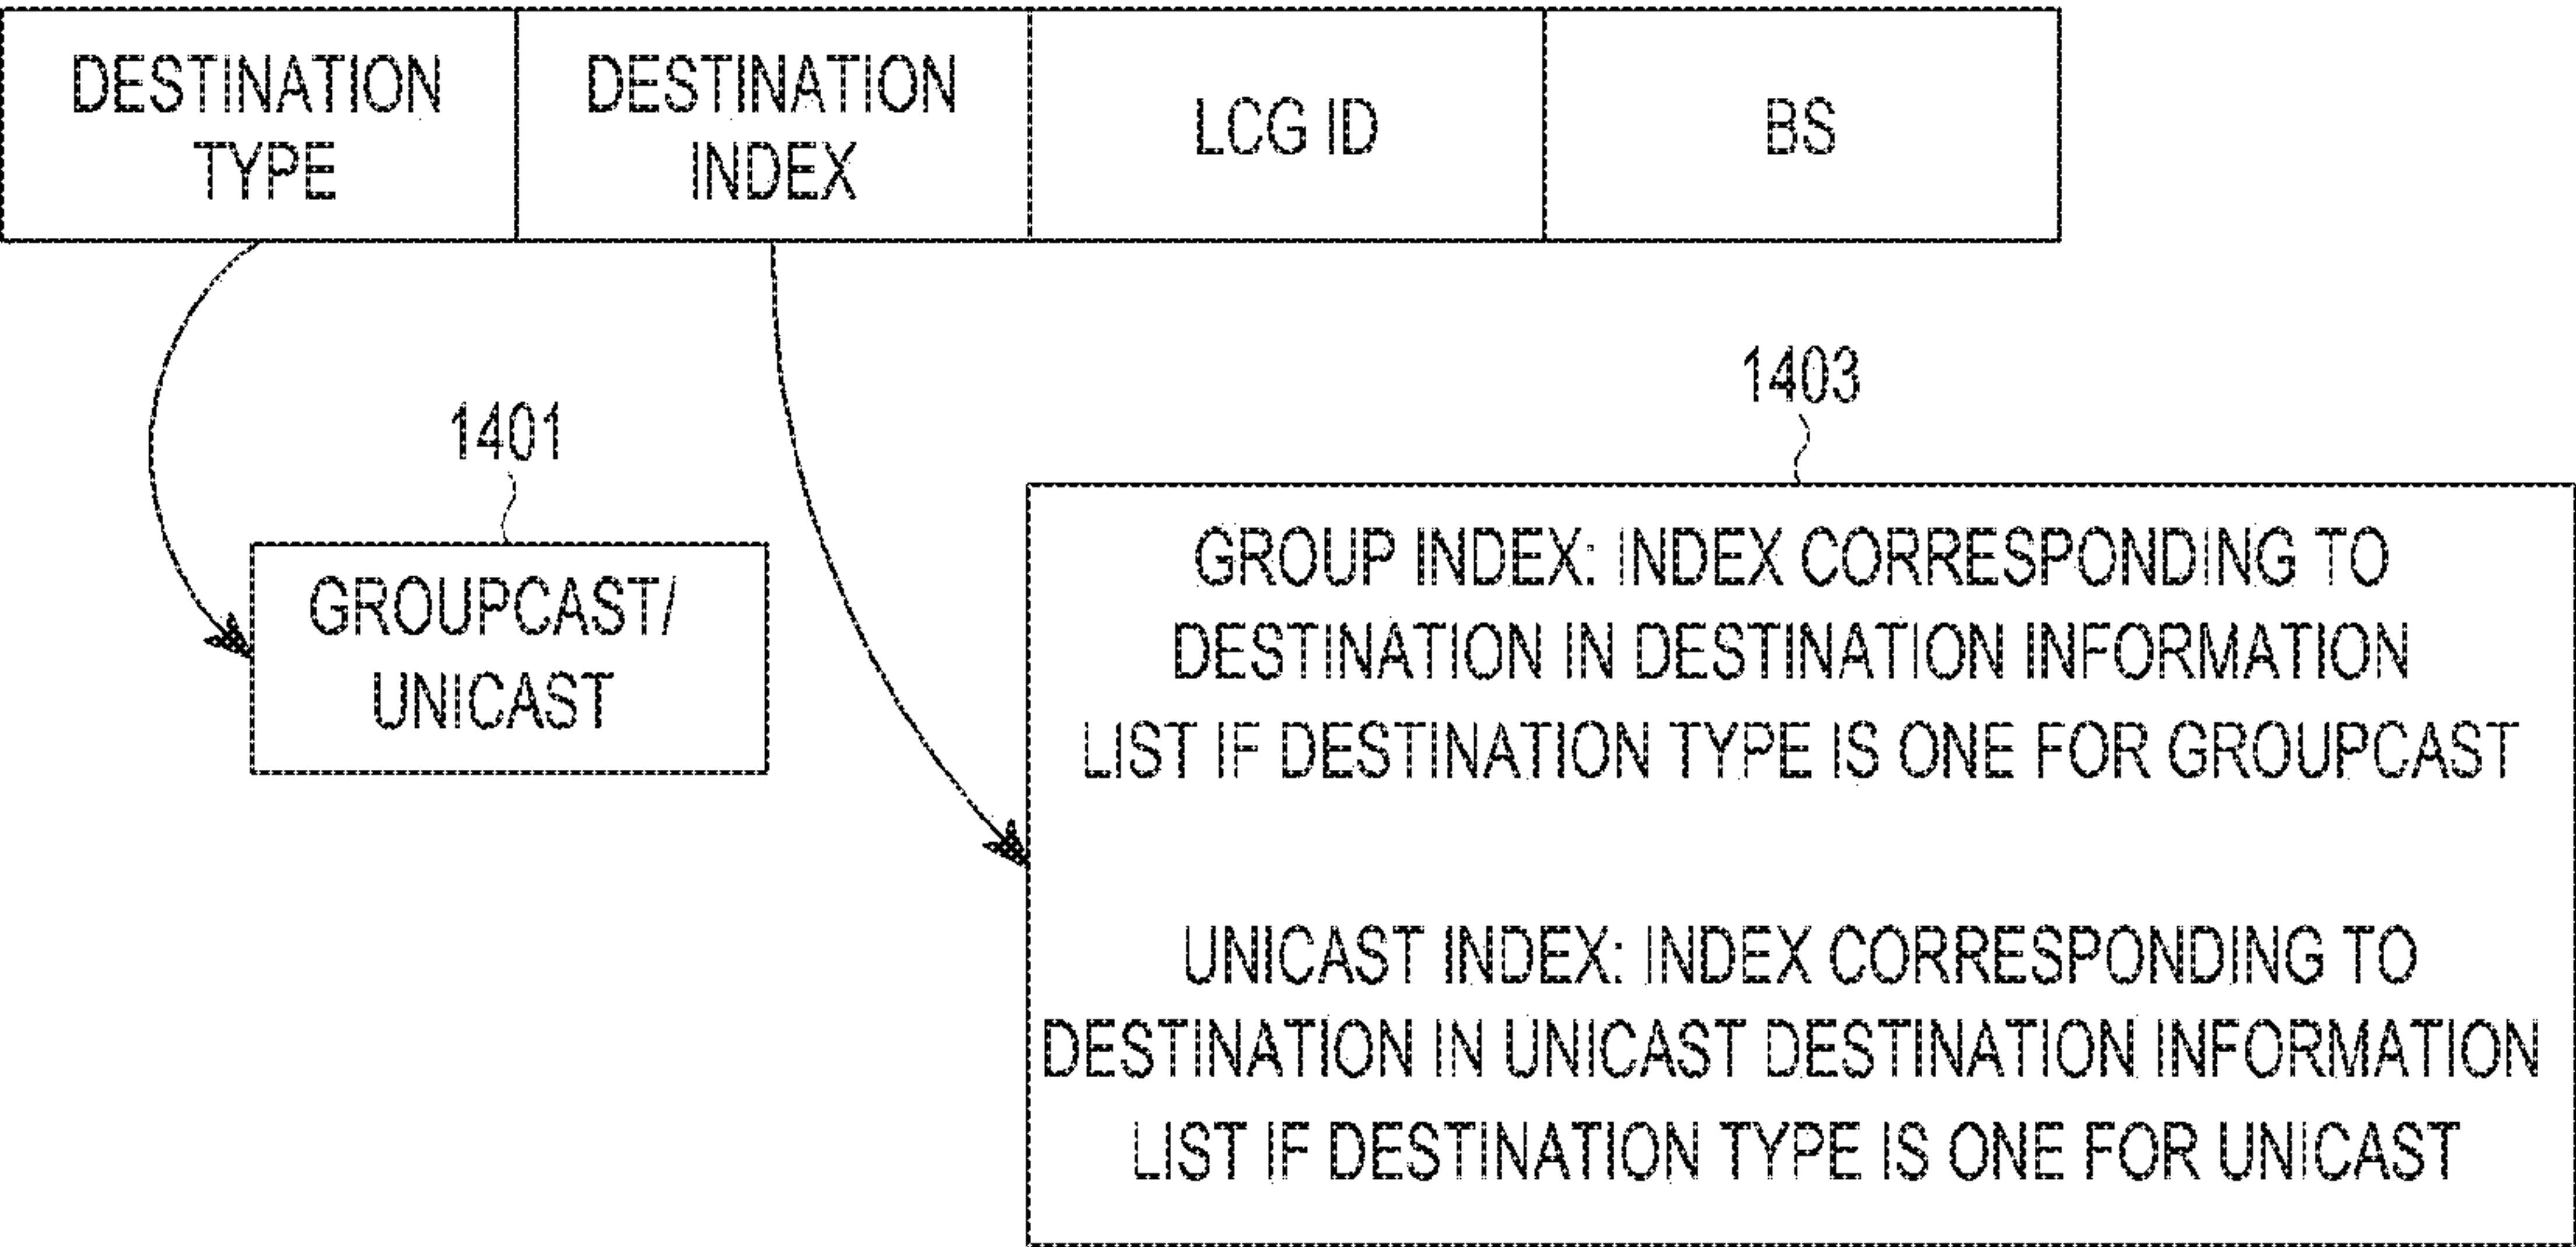 DESTINATION
TYPE
DESTINATION
INDEX
LCG ID
BS
1401
GROUPCAST/
UNICAST
1403
GROUP INDEX: INDEX CORRESPONDING TO
DESTINATION IN DESTINATION INFORMATION
LIST IF DESTINATION TYPE IS ONE FOR GROUPCAST
UNICAST INDEX: INDEX CORRESPONDING TO
DESTINATION IN UNICAST DESTINATION INFORMATION
LIST IF DESTINATION TYPE IS ONE FOR UNICAST